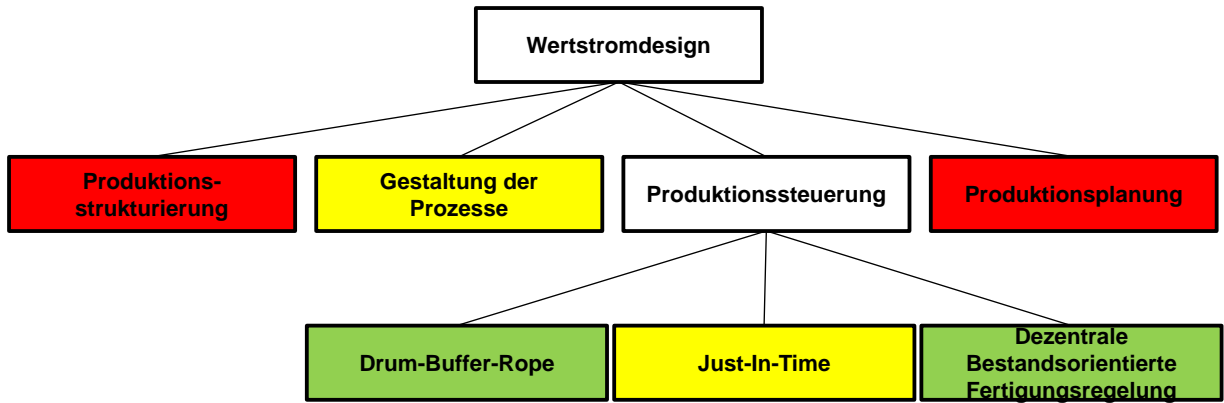 Wertstromdesign
Produktions-
strukturierung
Gestaltung der
Prozesse
Produktionssteuerung
Produktionsplanung
Drum-Buffer-Rope
Just-In-Time
Dezentrale
Bestandsorientierte
Fertigungsregelung